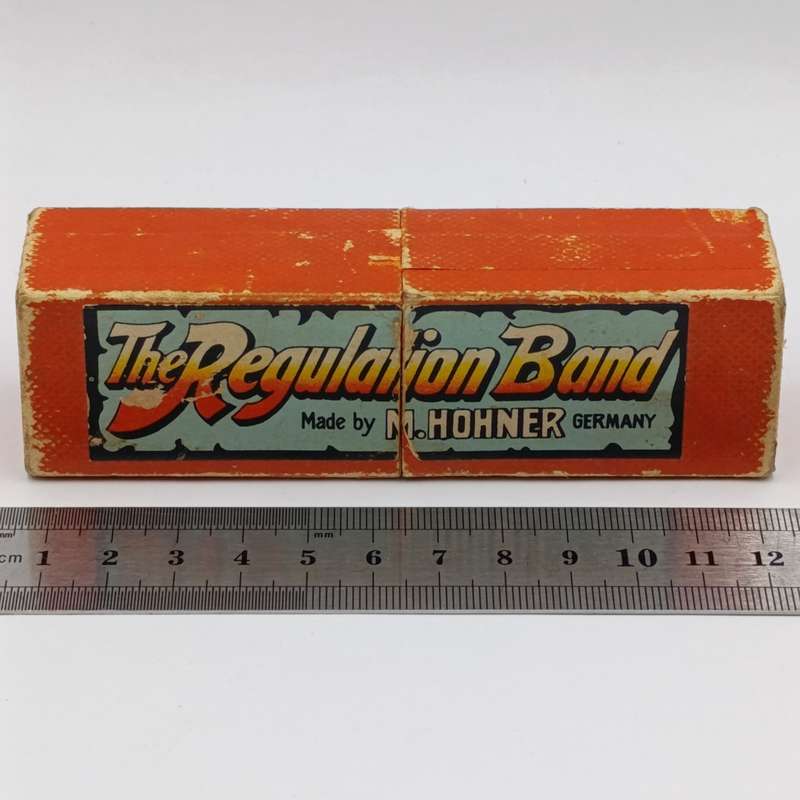 The Regulation Band
Made by M. HOHNER GERMANY
mm mm
cm 1 2 3 4 5 6 7 8 9 10 11 12